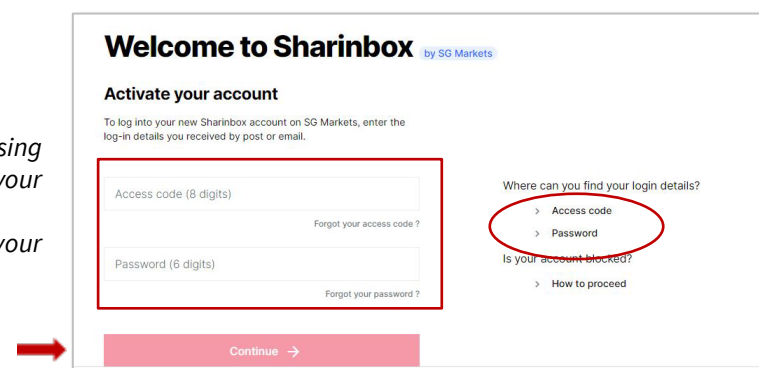 Welcome to Sharinbox by SG Markets
Activate your account
To log into your new Sharinbox account on SG Markets, enter the
log-in details you received by post or email.
sing
your
your
Access code (8 digits)
Forgot your access code ?
Password (6 digits)
Forgot your password ?
Continue →
Where can you find your login details?
> Access code
> Password
Is your account blocked?
> How to proceed